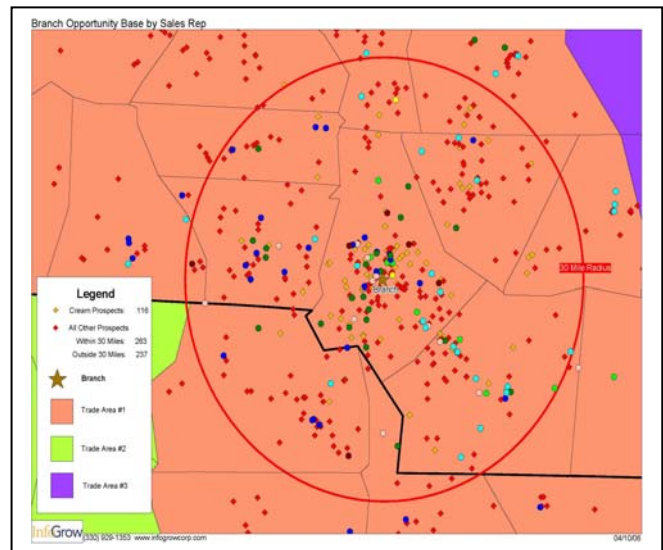 Branch Opportunity Base by Sales Rep
30 Mile Radius
Branch
Legend
Cream Prospects 116
All Other Prospects
Within 30 Miles 263
Outside 30 Miles 237
Branch
Trade Area #1
Trade Area #2
Trade Area #3
InfoGrow (330) 929-1353 www.infogrowcorp.com
04/10/06